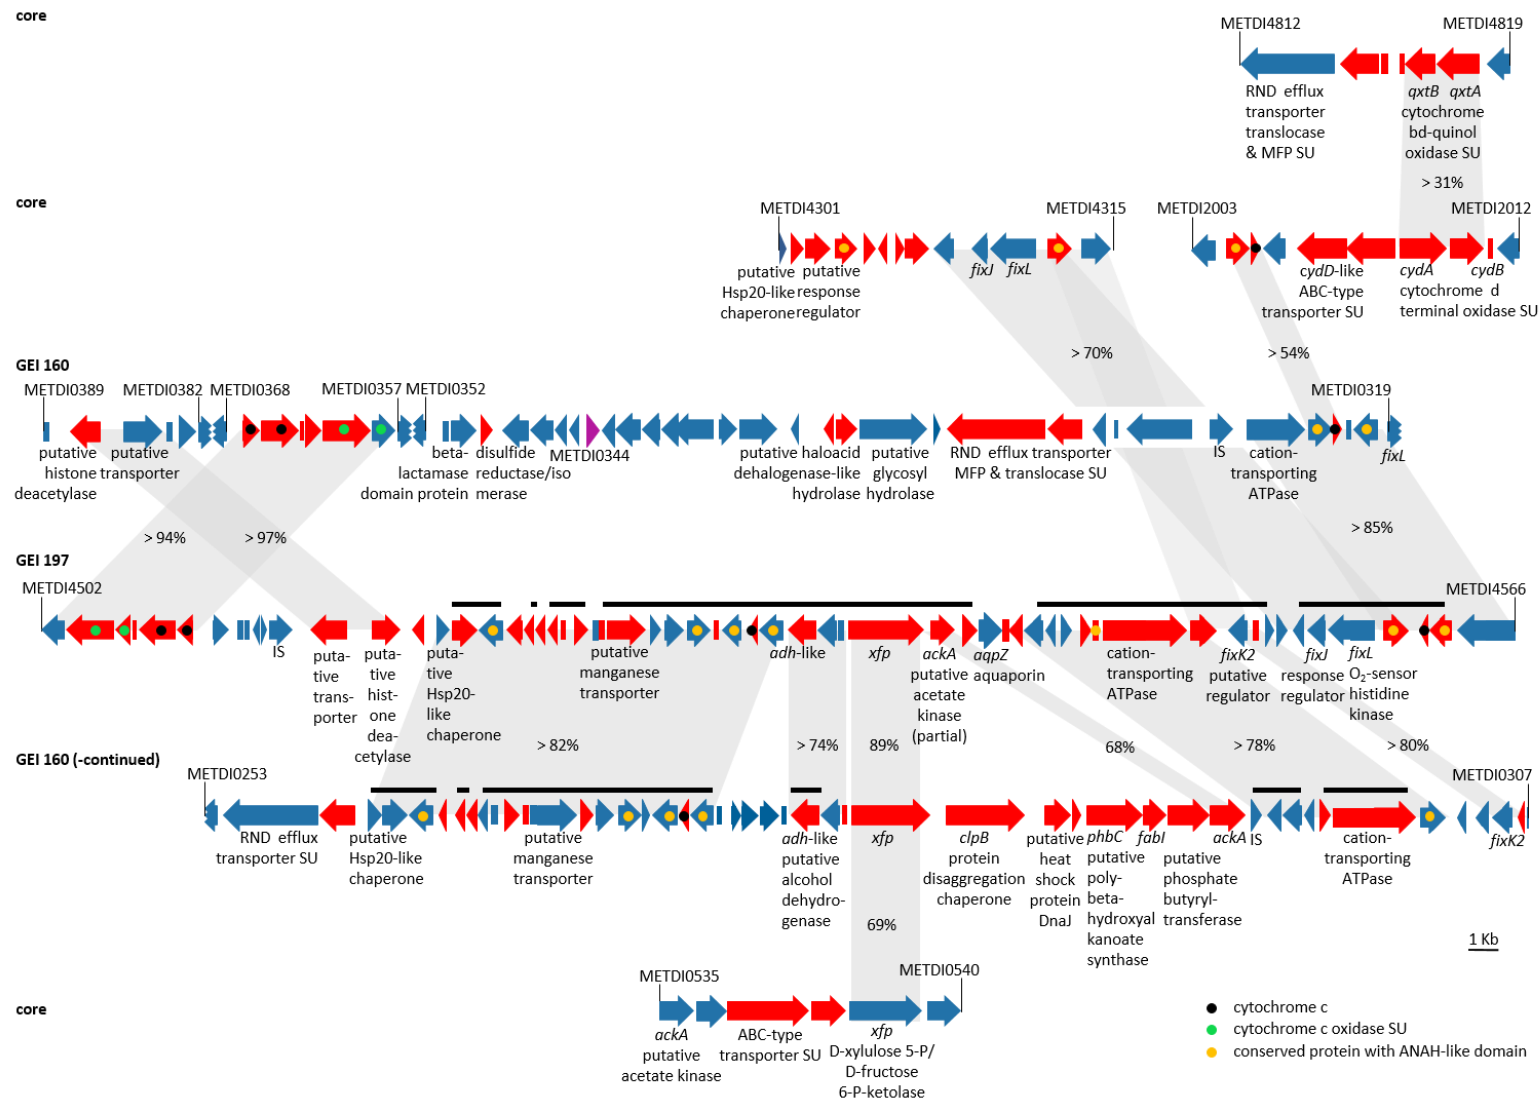 core
METDI4812
METDI4819
RND efflux
transporter
translocase
& MFP SU
qxtB qxtA
cytochrome
bd-quinol
oxidase SU
> 31%
core
METDI4301
METDI4315
METDI2003
METDI2012
putative
Hsp20-like
chaperone
putative
response
regulator
fixJ
fixL
cydD-like
ABC-type
transporter SU
cydA
cydB
cytochrome d
terminal oxidase SU
> 70%
> 54%
GEI 160
METDI0389
METDI0382
METDI0368
METDI0357
METDI0352
METDI0319
putative
histone
deacetylase
putative
transporter
beta-
lactamase
domain protein
disulfide
reductase/iso
merase
METDI0344
putative haloacid
dehalogenase-like
hydrolase
putative
glycosyl
hydrolase
RND efflux transporter
MFP & translocase SU
IS
cation-
transporting
ATPase
fixL
> 94%
> 97%
> 85%
GEI 197
METDI4502
METDI4566
IS
puta-
tive
trans-
porter
puta-
tive
hist-
one
dea-
cetylase
puta-
tive
Hsp20-
like
chaperone
putative
manganese
transporter
adh-like
xfp
ackA
putative
acetate
kinase
(partial)
aqpZ
aquaporin
cation-
transporting
ATPase
fixK2
putative
regulator
fixJ
response
regulator
fixL
O2-sensor
histidine
kinase
> 82%
> 74%
89%
68%
> 78%
> 80%
GEI 160 (-continued)
METDI0253
METDI0307
RND efflux
transporter SU
putative
Hsp20-like
chaperone
putative
manganese
transporter
adh-like
putative
alcohol
dehydro-
genase
xfp
clpB
protein
disaggregation
chaperone
putative
heat
shock
protein
DnaJ
phbC
putative
poly-
beta-
hydroxyal
kanoate
synthase
fabI
putative
phosphate
butyryl-
transferase
ackA
IS
cation-
transporting
ATPase
fixK2
69%
1 Kb
METDI0535
METDI0540
core
ackA
putative
acetate kinase
ABC-type
transporter SU
xfp
D-xylulose 5-P/
D-fructose
6-P-ketolase
cytochrome c
cytochrome c oxidase SU
conserved protein with ANAH-like domain